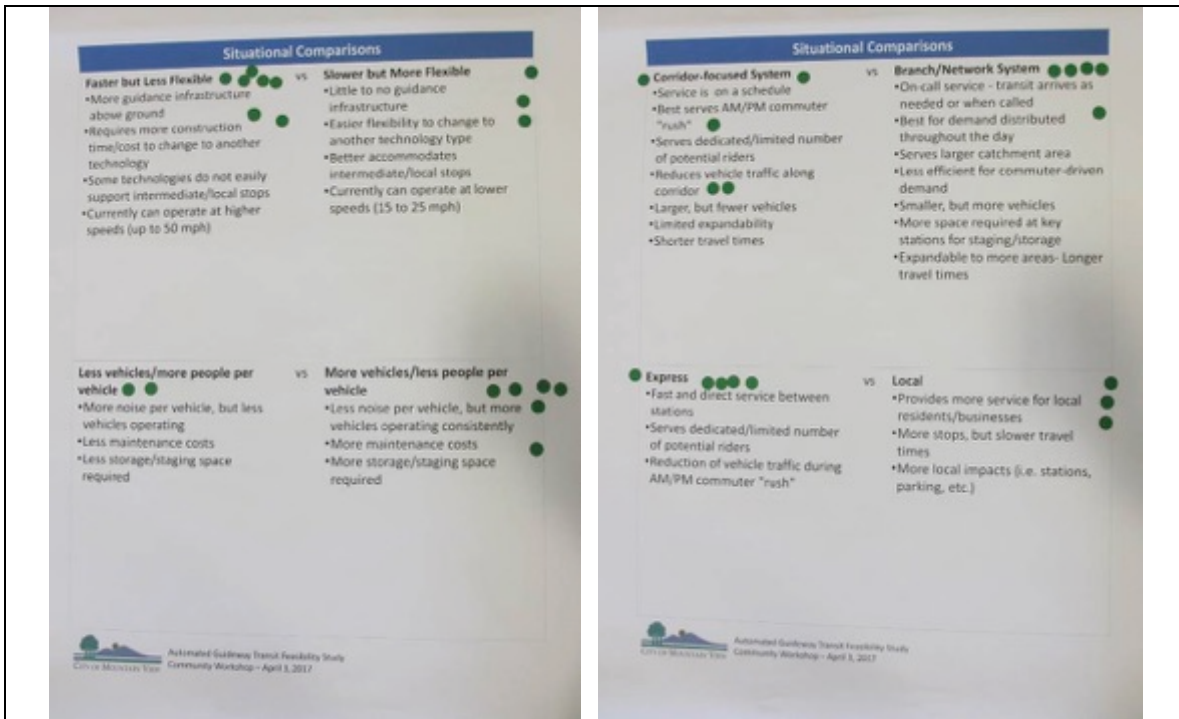 Situational Comparisons
Faster but Less Flexible
•More guidance infrastructure
above ground
•Requires more construction
time/cost to change to another
technology
•Some technologies do not easily
support intermediate/local stops
•Currently can operate at higher
speeds (up to 50 mph)
vs
Slower but More Flexible
•Little to no guidance
infrastructure
•Easier flexibility to change to
another technology type
•Better accommodates
intermediate/local stops
•Currently can operate at lower
speeds (15 to 25 mph)
Less vehicles/more people per
vehicle
•More noise per vehicle, but less
vehicles operating
•Less maintenance costs
•Less storage/staging space
required
vs
More vehicles/less people per
vehicle
•Less noise per vehicle, but more
vehicles operating consistently
•More maintenance costs
•More storage/staging space
required
CITY OF MOUNTAIN VIEW
Automated Guideway Transit Feasibility Study
Community Workshop – April 3, 2017
Situational Comparisons
Corridor-focused System
•Service is on a schedule
•Best serves AM/PM commuter
"rush"
•Serves dedicated/limited number
of potential riders
•Reduces vehicle traffic along
corridor
•Larger, but fewer vehicles
•Limited expandability
•Shorter travel times
vs
Branch/Network System
•On-call service - transit arrives as
needed or when called
•Best for demand distributed
throughout the day
•Serves larger catchment area
•Less efficient for commuter-driven
demand
•Smaller, but more vehicles
•More space required at key
stations for staging/storage
•Expandable to more areas- Longer
travel times
Express
•Fast and direct service between
stations
•Serves dedicated/limited number
of potential riders
•Reduction of vehicle traffic during
AM/PM commuter "rush"
vs
Local
•Provides more service for local
residents/businesses
•More stops, but slower travel
times
•More local impacts (i.e. stations,
parking, etc.)
CITY OF MOUNTAIN VIEW
Automated Guideway Transit Feasibility Study
Community Workshop – April 3, 2017